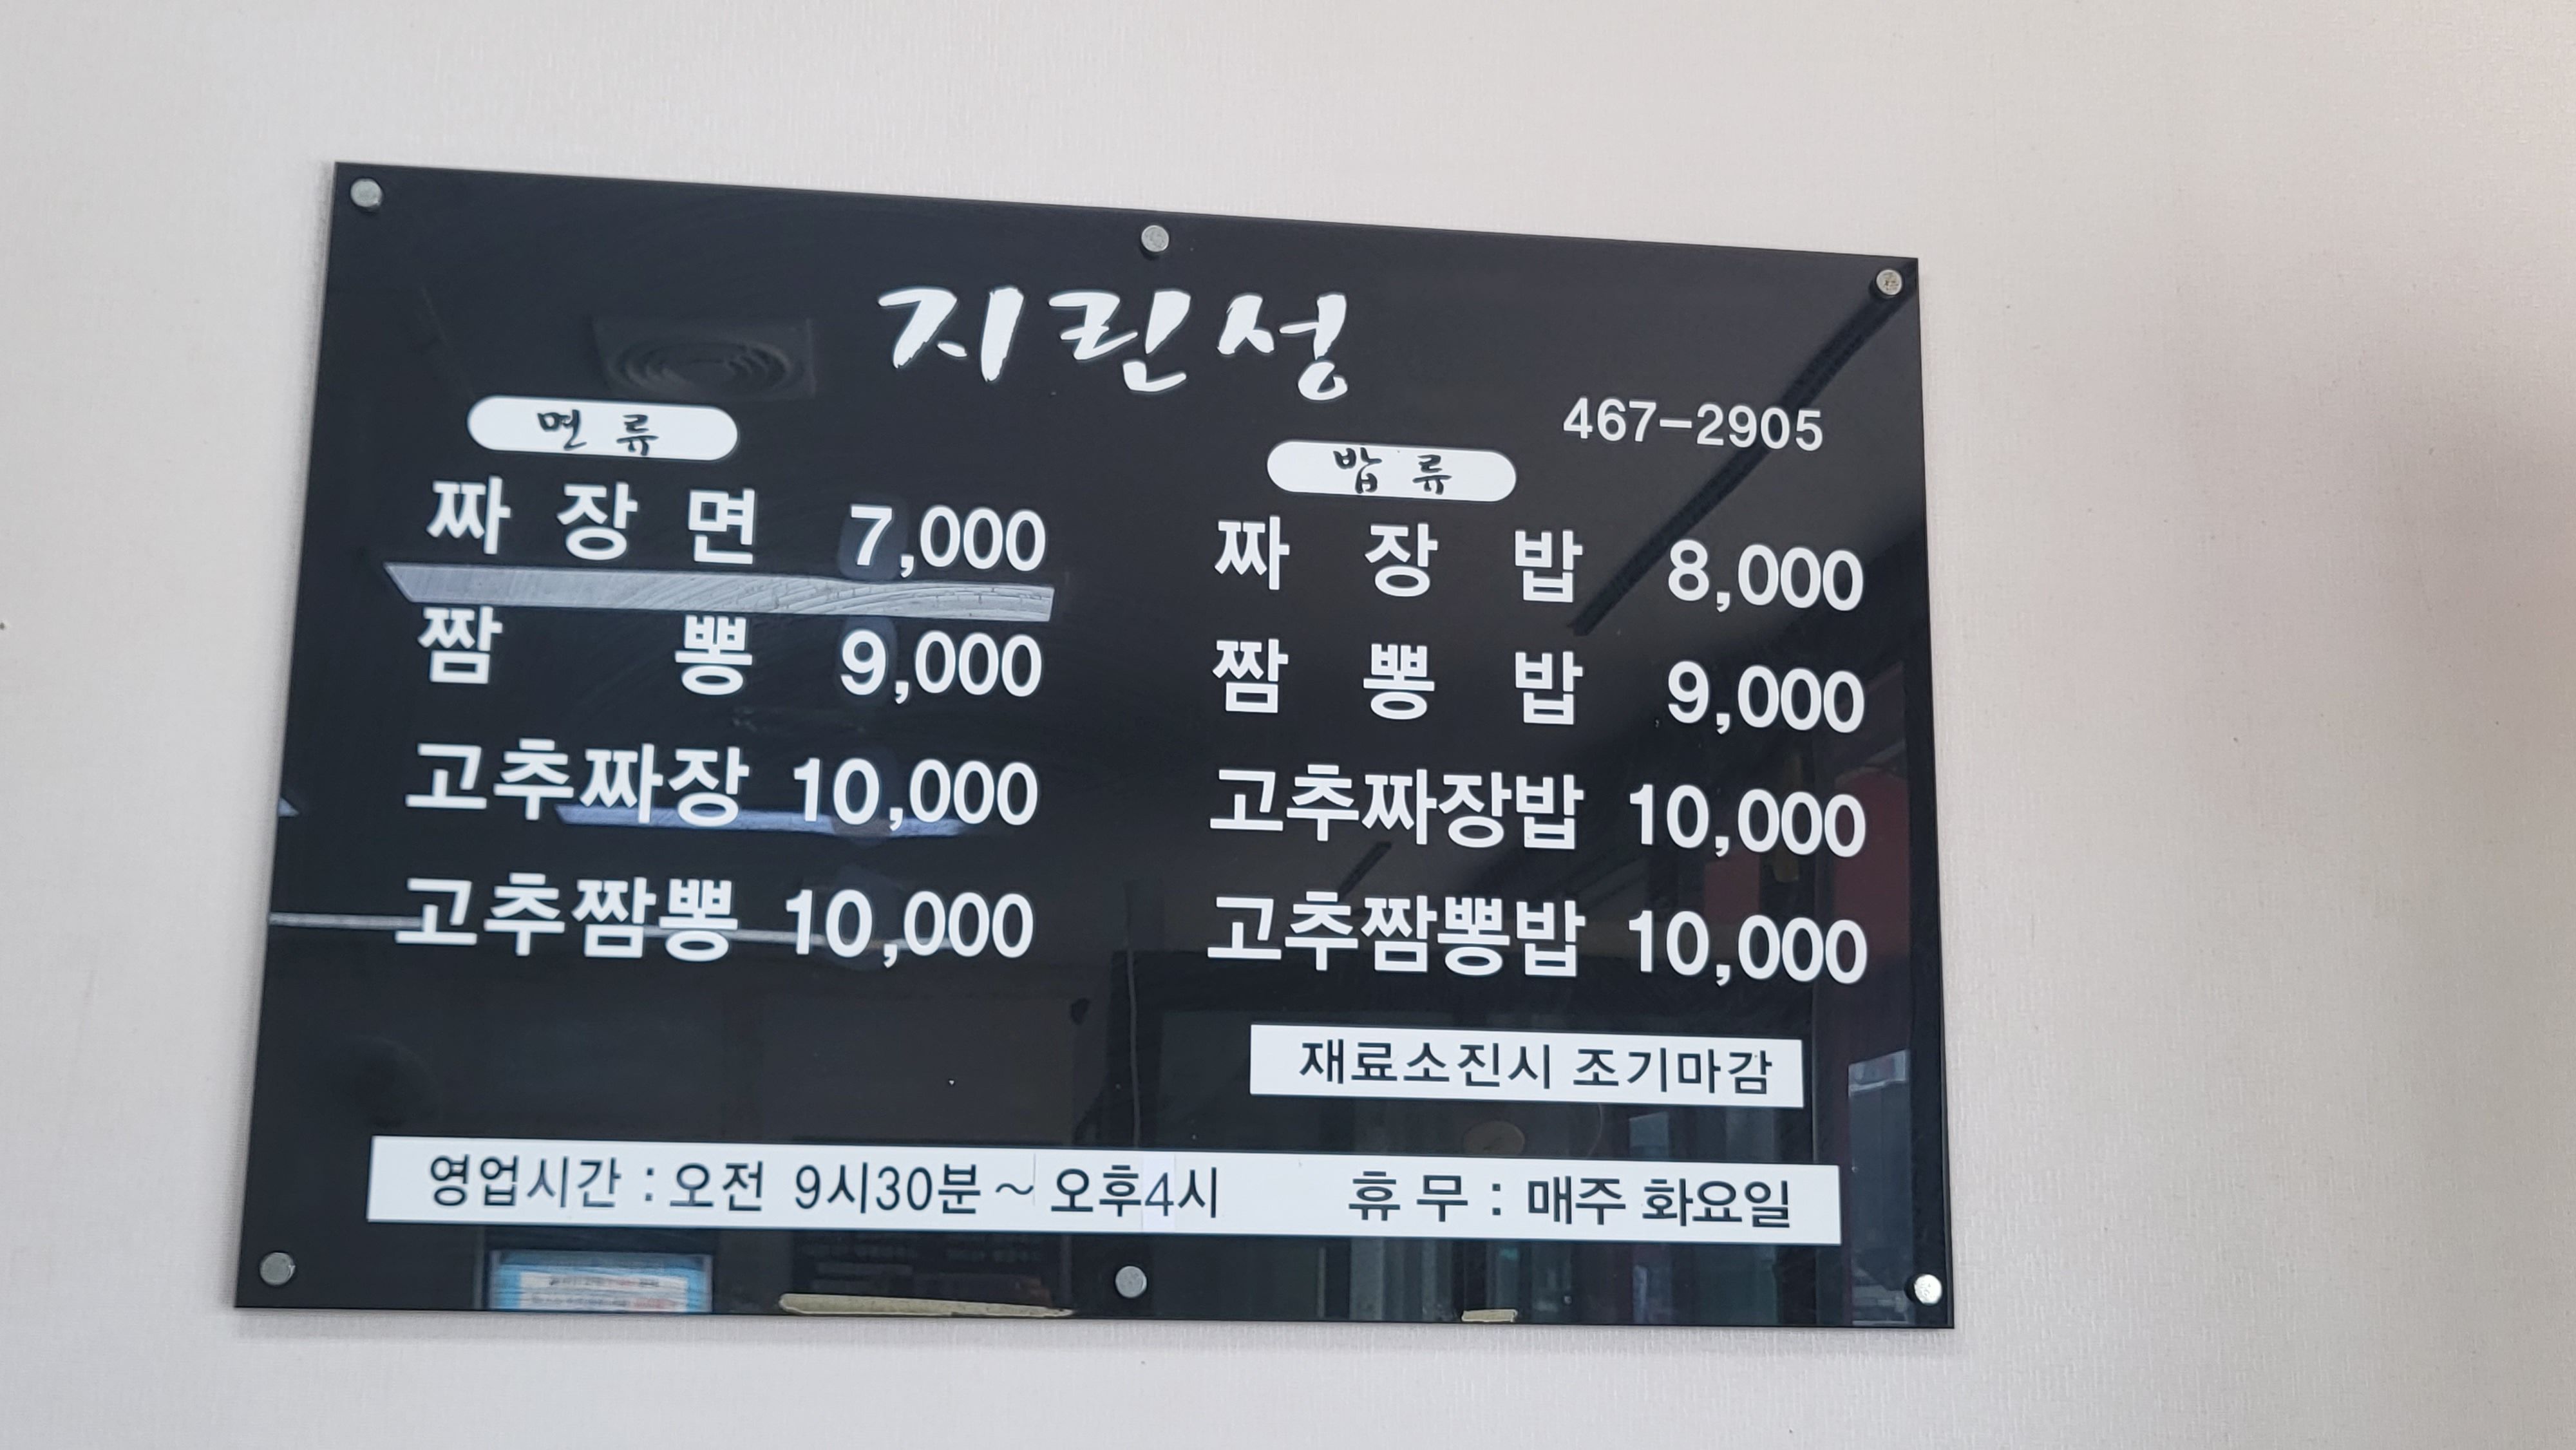 지린성
467-2905
면류
짜장면 7,000
짬뽕 9,000
고추짜장 10,000
고추짬뽕 10,000
밥류
짜장밥 8,000
짬뽕밥 9,000
고추짜장밥 10,000
고추짬뽕밥 10,000
재료소진시 조기마감
영업시간 : 오전 9시30분~ 오후4시 휴무 : 매주 화요일